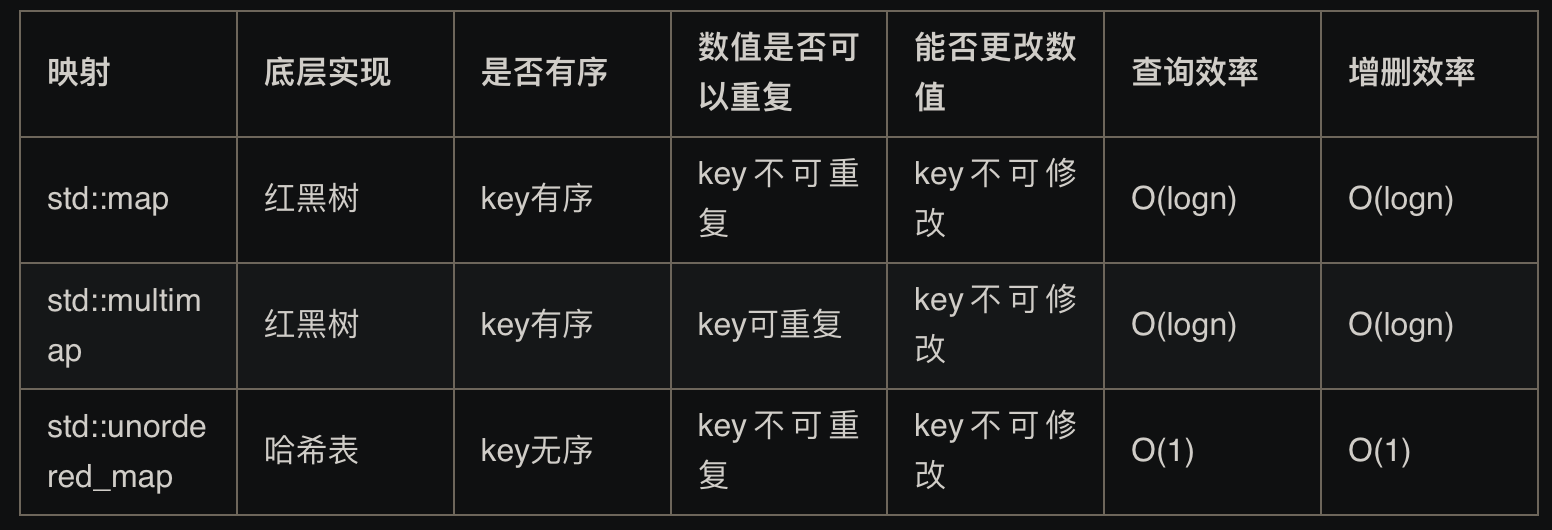 映射
底层实现
是否有序
数值是否可
以重复
能否更改数
值
查询效率
增删效率
std::map
红黑树
key有序
key不可重
复
key不可修
改
O(logn)
O(logn)
std::multim
ap
红黑树
key有序
key可重复
key不可修
改
O(logn)
O(logn)
std::unorde
red_map
哈希表
key无序
key不可重
复
key不可修
改
O(1)
O(1)